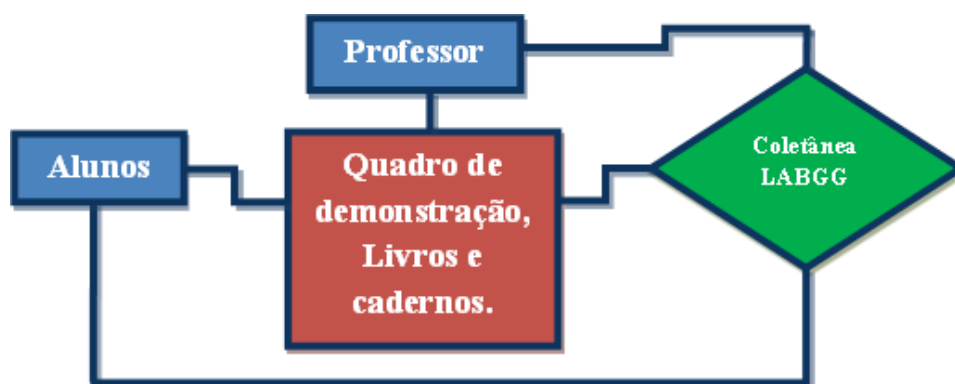 Professor
Alunos
Quadro de
demonstração,
Livros e
cadernos.
Coletânea
LABGG